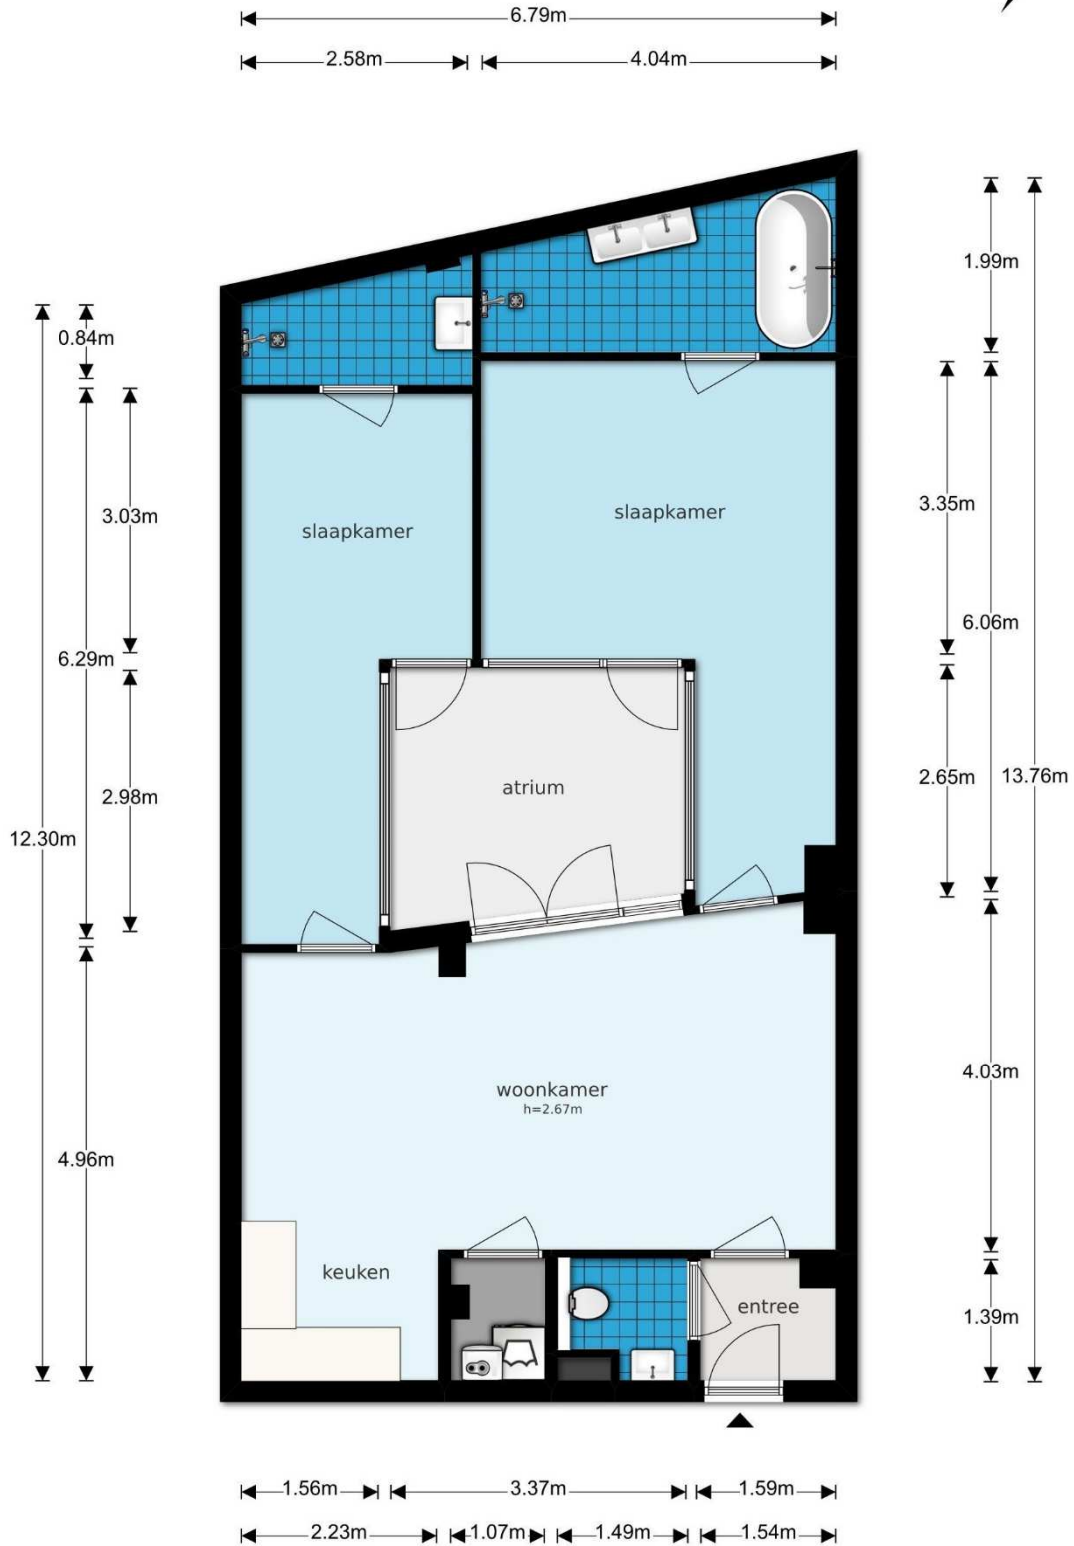 6.79m
2.58m
4.04m
1.99m
0.84m
3.03m
3.35m
slaapkamer
slaapkamer
6.06m
6.29m
13.76m
2.65m
2.98m
atrium
12.30m
4.03m
woonkamer
h=2.67m
4.96m
keuken
entree
1.39m
1.56m
3.37m
1.59m
2.23m
1.07m
1.49m
1.54m